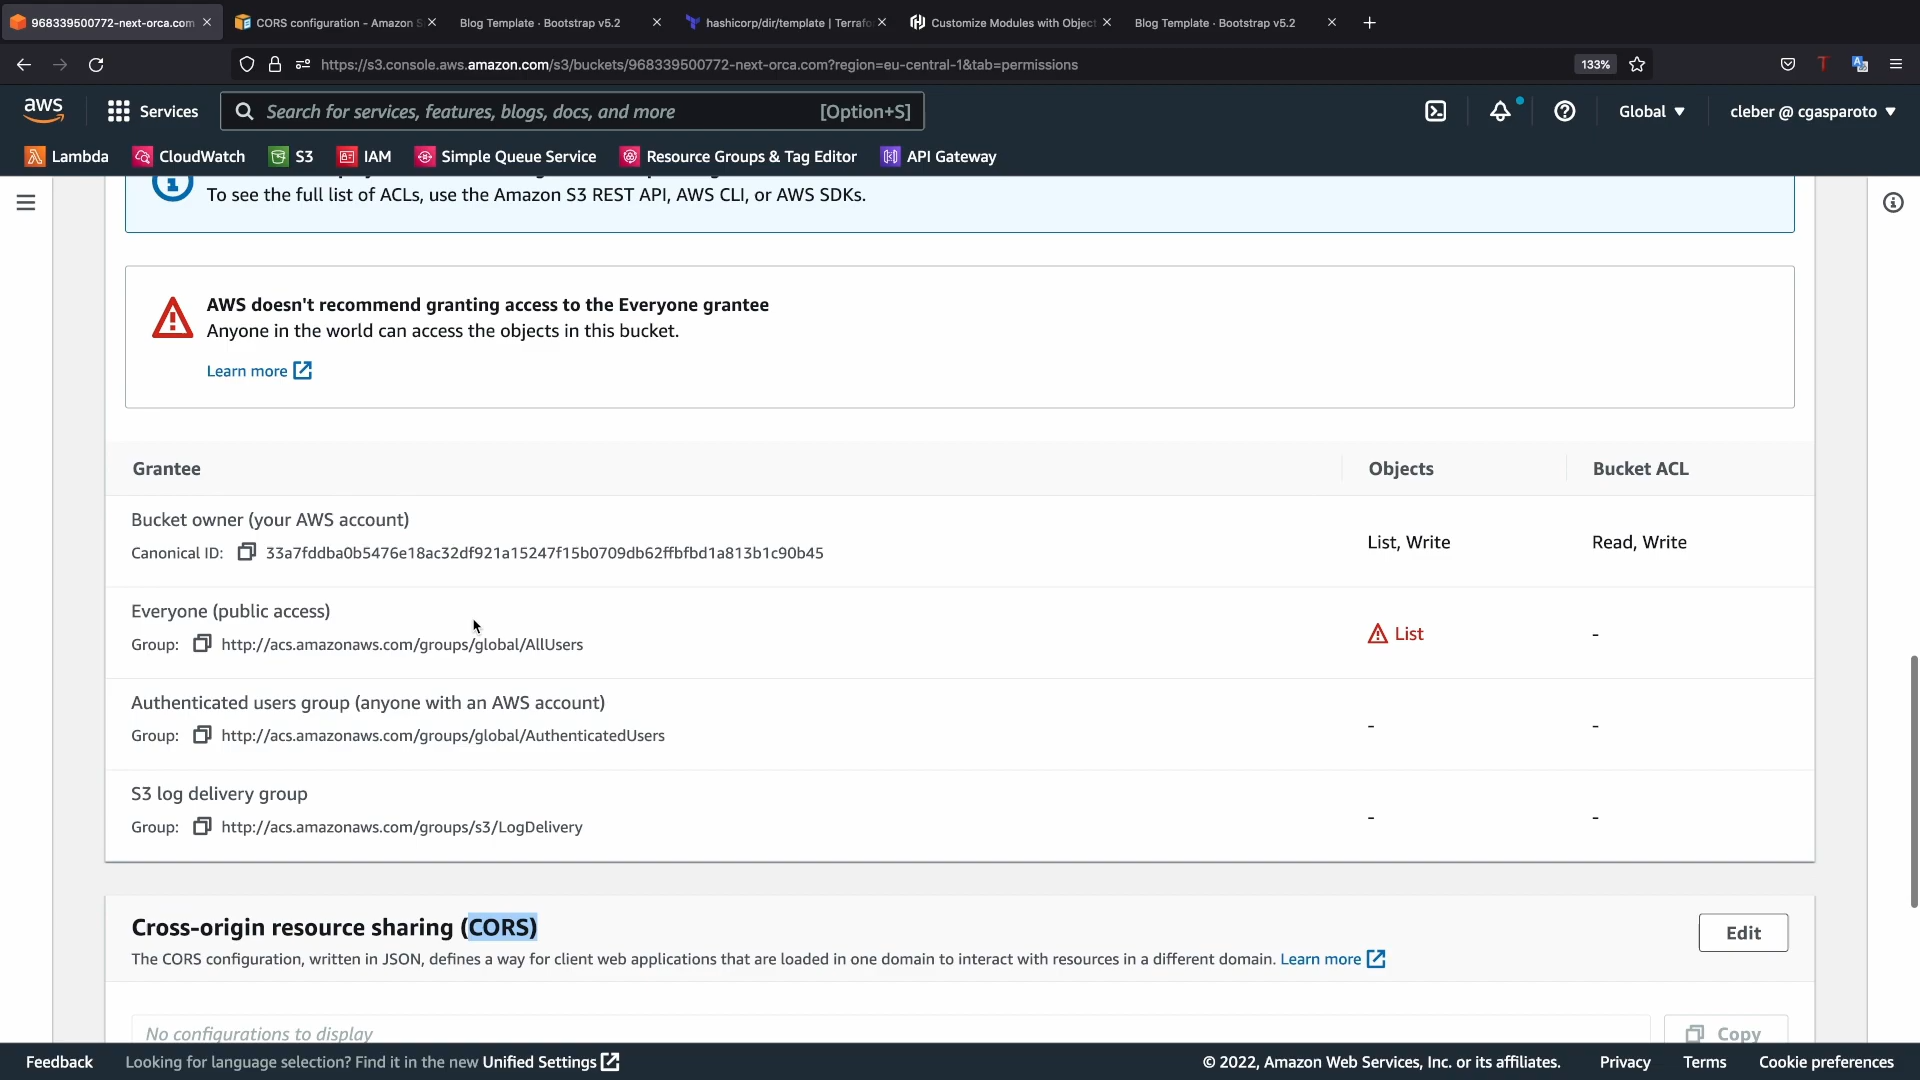 968339500772-next-orca.com
CORS configuration - Amazon S
Blog Template · Bootstrap v5.2
hashicorp/dir/template | Terrafo
Customize Modules with Object
Blog Template · Bootstrap v5.2
https://s3.console.aws.amazon.com/s3/buckets/968339500772-next-orca.com?region=eu-central-1&tab=permissions
133%
aws
Services
Search for services, features, blogs, docs, and more
[Option+S]
Global
cleber @ cgasparoto
Lambda
CloudWatch
S3
IAM
Simple Queue Service
Resource Groups & Tag Editor
API Gateway
To see the full list of ACLs, use the Amazon S3 REST API, AWS CLI, or AWS SDKs.
AWS doesn't recommend granting access to the Everyone grantee
Anyone in the world can access the objects in this bucket.
Learn more
Grantee
Objects
Bucket ACL
Bucket owner (your AWS account)
Canonical ID: 33a7fddba0b5476e18ac32df921a15247f15b0709db62ffbfbd1a813b1c90b45
List, Write
Read, Write
Everyone (public access)
Group: http://acs.amazonaws.com/groups/global/AllUsers
List
-
Authenticated users group (anyone with an AWS account)
Group: http://acs.amazonaws.com/groups/global/AuthenticatedUsers
-
-
S3 log delivery group
Group: http://acs.amazonaws.com/groups/s3/LogDelivery
-
-
Cross-origin resource sharing (CORS)
Edit
The CORS configuration, written in JSON, defines a way for client web applications that are loaded in one domain to interact with resources in a different domain. Learn more
No configurations to display
Copy
Feedback
Looking for language selection? Find it in the new Unified Settings
© 2022, Amazon Web Services, Inc. or its affiliates.
Privacy
Terms
Cookie preferences